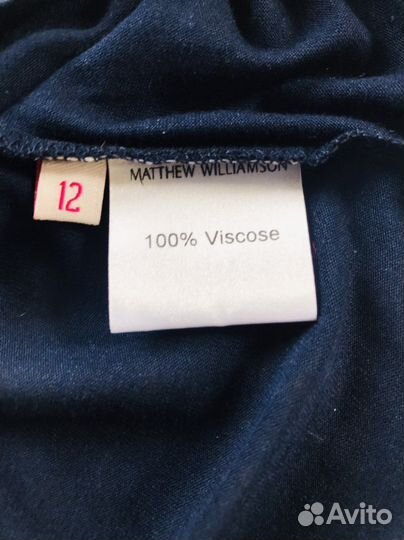 MATTHEW WILLIAMSON
12
100% Viscose
Avito